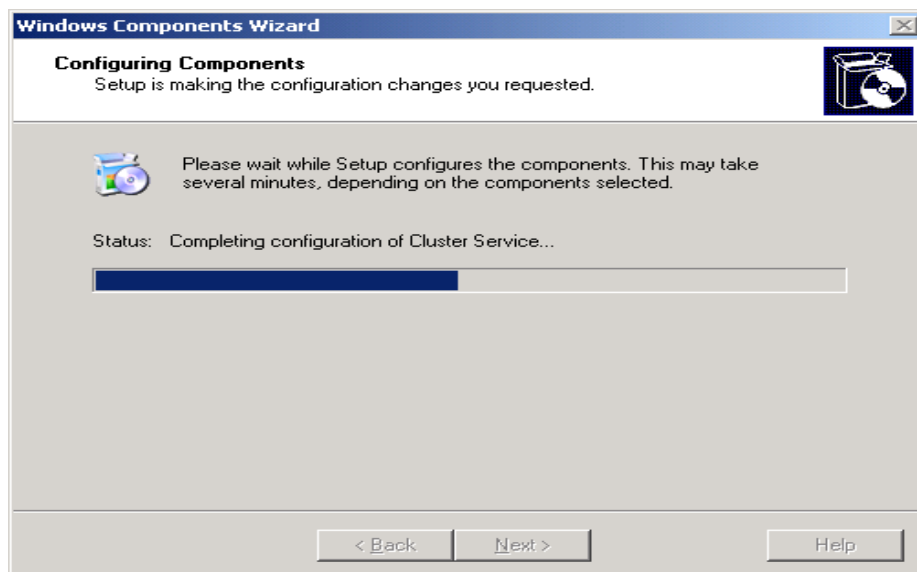 Windows Components Wizard
Configuring Components
Setup is making the configuration changes you requested.
Please wait while Setup configures the components. This may take
several minutes, depending on the components selected.
Status: Completing configuration of Cluster Service...
< Back
Next >
Help